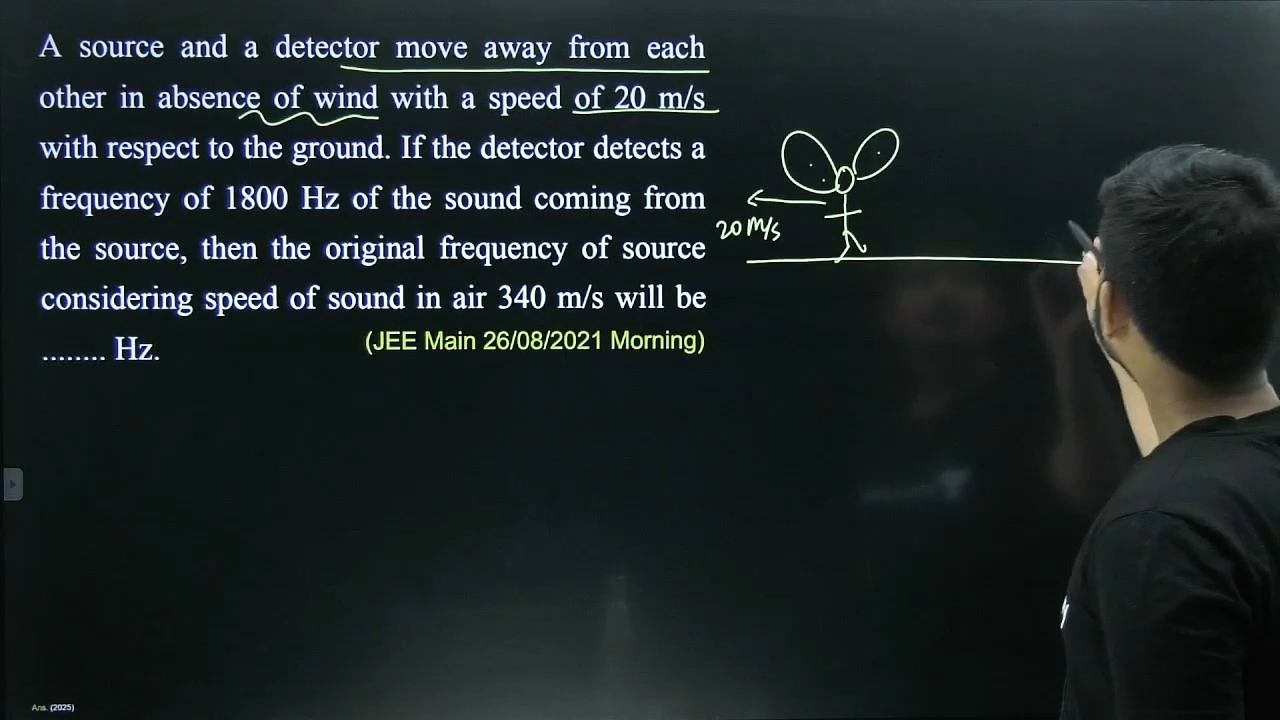 A source and a detector move away from each
other in absence of wind with a speed of 20 m/s
with respect to the ground. If the detector detects a
frequency of 1800 Hz of the sound coming from
the source, then the original frequency of source
considering speed of sound in air 340 m/s will be
........ Hz.
(JEE Main 26/08/2021 Morning)
20 m/s
Ans. (2025)